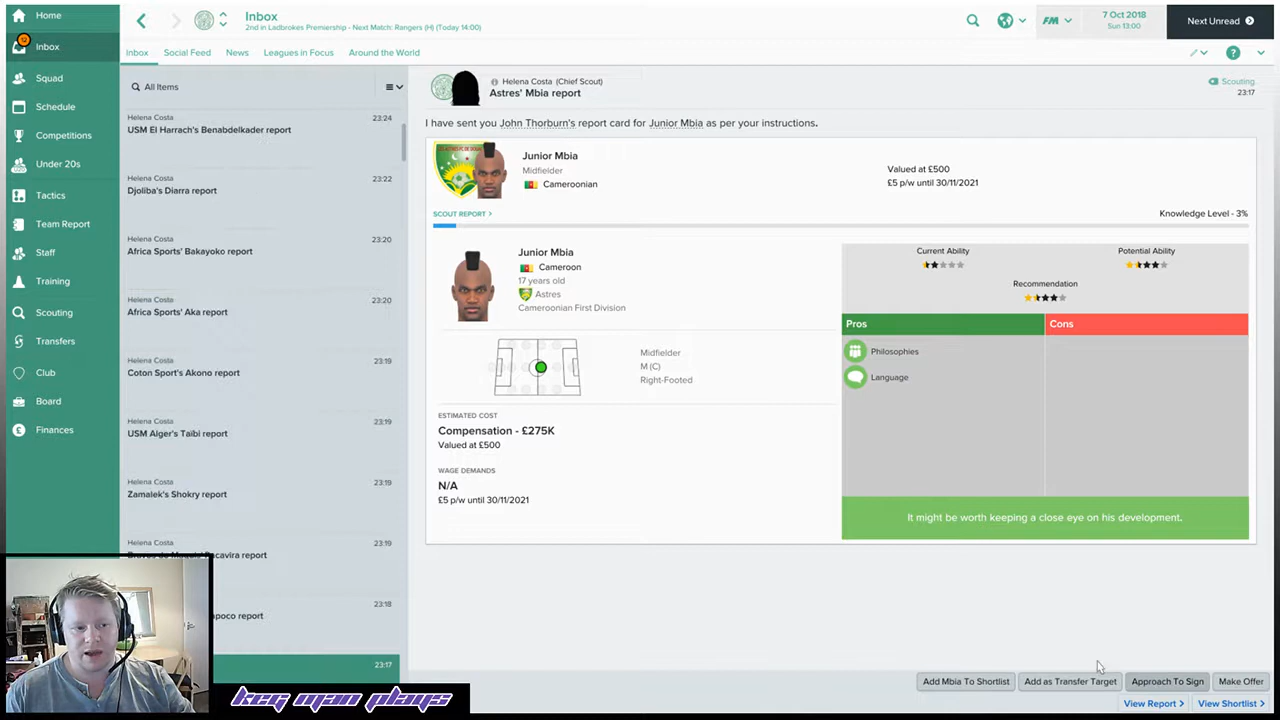 Home
Inbox
12
Squad
Schedule
Competitions
Under 20s
Tactics
Team Report
Staff
Training
Scouting
Transfers
Club
Board
Finances
Inbox
2nd in Ladbrokes Premiership - Next Match: Rangers (H) (Today 14:00)
FM
7 Oct 2018
Sun 13:00
Next Unread
Inbox
Social Feed
News
Leagues in Focus
Around the World
All Items
Helena Costa 23:24
USM El Harrach's Benabdelkader report
Helena Costa 23:22
Djoliba's Diarra report
Helena Costa 23:20
Africa Sports' Bakayoko report
Helena Costa 23:20
Africa Sports' Aka report
Helena Costa 23:19
Coton Sport's Akono report
Helena Costa 23:19
USM Alger's Taïbi report
Helena Costa 23:19
Zamalek's Shokry report
Helena Costa 23:19
report
23:18
report
23:17
Helena Costa (Chief Scout)
Astres' Mbia report
Scouting
23:17
I have sent you John Thorburn's report card for Junior Mbia as per your instructions.
Junior Mbia
Midfielder
Cameroonian
Valued at £500
£5 p/w until 30/11/2021
SCOUT REPORT >
Knowledge Level - 3%
Junior Mbia
Cameroon
17 years old
Astres
Cameroonian First Division
Midfielder
M (C)
Right-Footed
ESTIMATED COST
Compensation - £275K
Valued at £500
WAGE DEMANDS
N/A
£5 p/w until 30/11/2021
Current Ability
Potential Ability
Recommendation
Pros
Cons
Philosophies
Language
It might be worth keeping a close eye on his development.
Add Mbia To Shortlist
Add as Transfer Target
Approach To Sign
Make Offer
View Report >
View Shortlist >
keg man plays